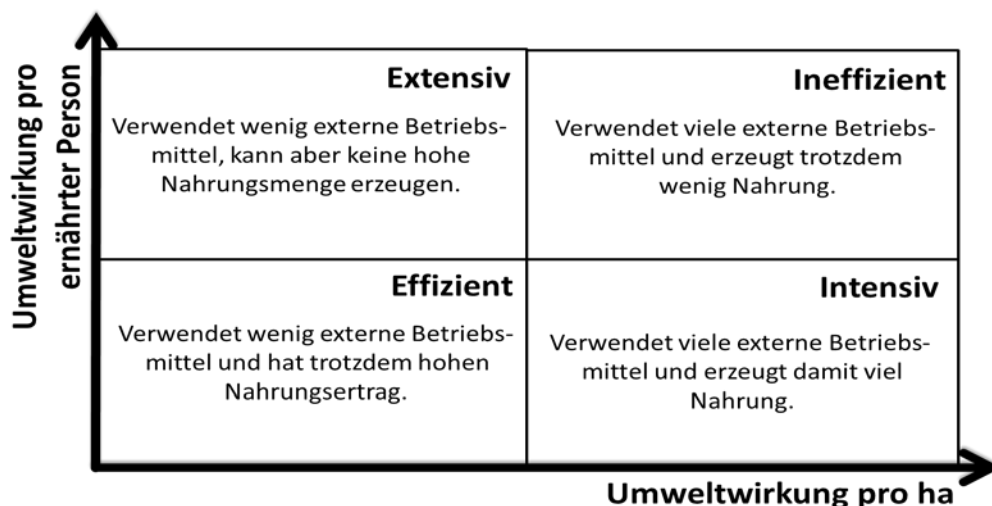 Umweltwirkung pro
ernährter Person
Extensiv
Verwendet wenig externe Betriebs-
mittel, kann aber keine hohe
Nahrungsmenge erzeugen.
Ineffizient
Verwendet viele externe Betriebs-
mittel und erzeugt trotzdem
wenig Nahrung.
Effizient
Verwendet wenig externe Betriebs-
mittel und hat trotzdem hohen
Nahrungsertrag.
Intensiv
Verwendet viele externe Betriebs-
mittel und erzeugt damit viel
Nahrung.
Umweltwirkung pro ha